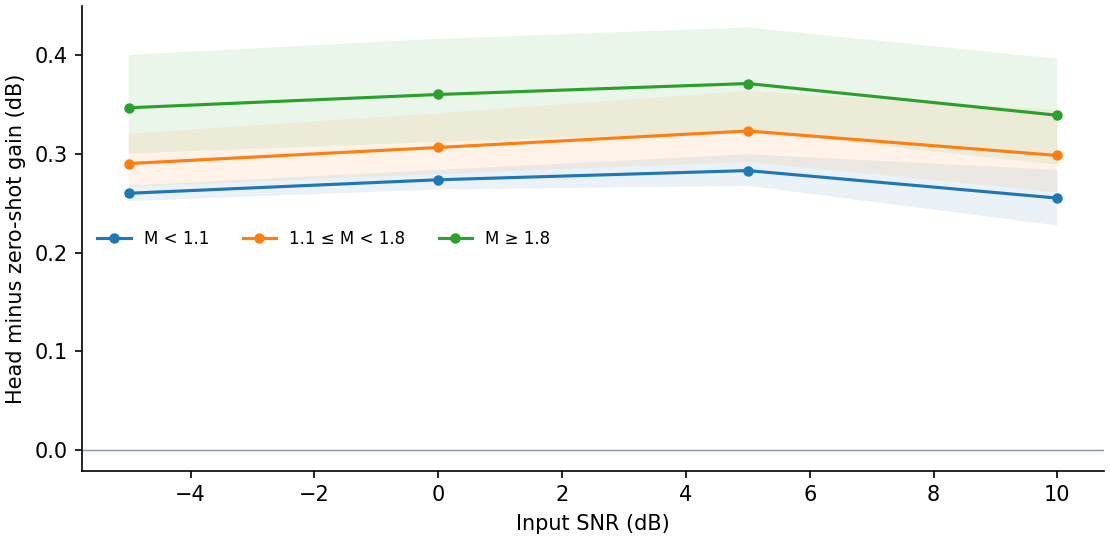 Head minus zero-shot gain (dB)
0.4
0.3
0.2
0.1
0.0
M < 1.1
1.1 ≤ M < 1.8
M ≥ 1.8
−4
−2
0
2
4
6
8
10
Input SNR (dB)